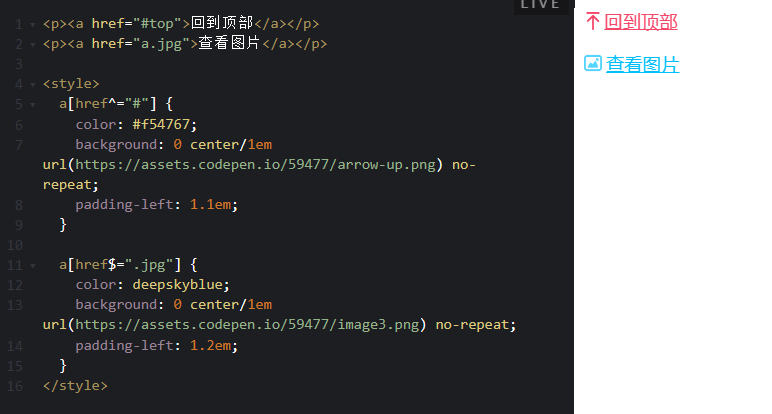 LIVE
1 <p><a href="#top">回到顶部</a></p>
2 <p><a href="a.jpg">查看图片</a></p>
3
4 <style>
5 a[href^="#"] {
6 color: #f54767;
7 background: 0 center/1em
url(https://assets.codepen.io/59477/arrow-up.png) no-
repeat;
8 padding-left: 1.1em;
9 }
10
11 a[href$=".jpg"] {
12 color: deepskyblue;
13 background: 0 center/1em
url(https://assets.codepen.io/59477/image3.png) no-repeat;
14 padding-left: 1.2em;
15 }
16 </style>
回到顶部
查看图片